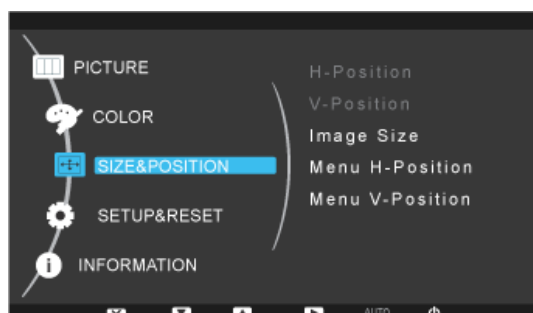 PICTURE
COLOR
SIZE&POSITION
SETUP&RESET
INFORMATION
H-Position
V-Position
Image Size
Menu H-Position
Menu V-Position
AUTO